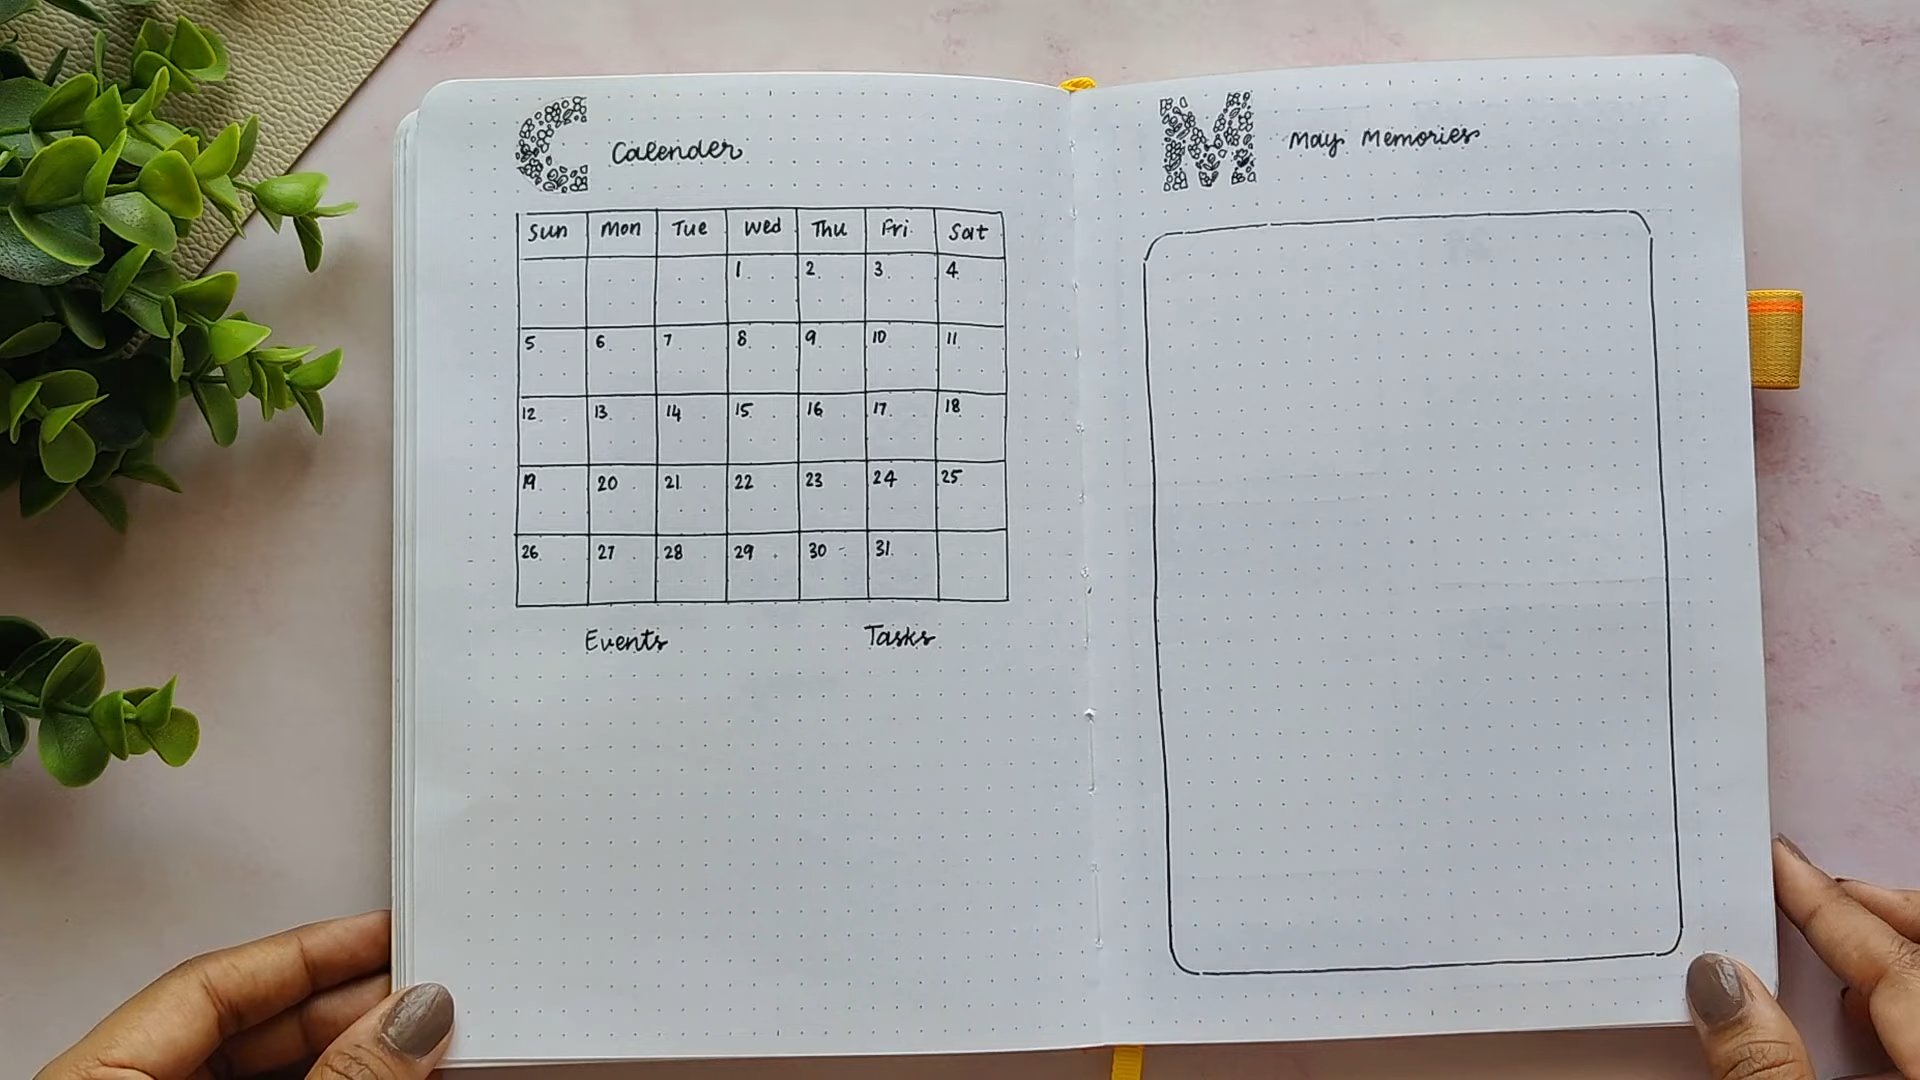 C Calender
Sun Mon Tue Wed Thu Fri Sat
1 2 3 4
5 6 7 8 9 10 11
12 13 14 15 16 17 18
19 20 21 22 23 24 25
26 27 28 29 30 31
Events Tasks
M May Memories